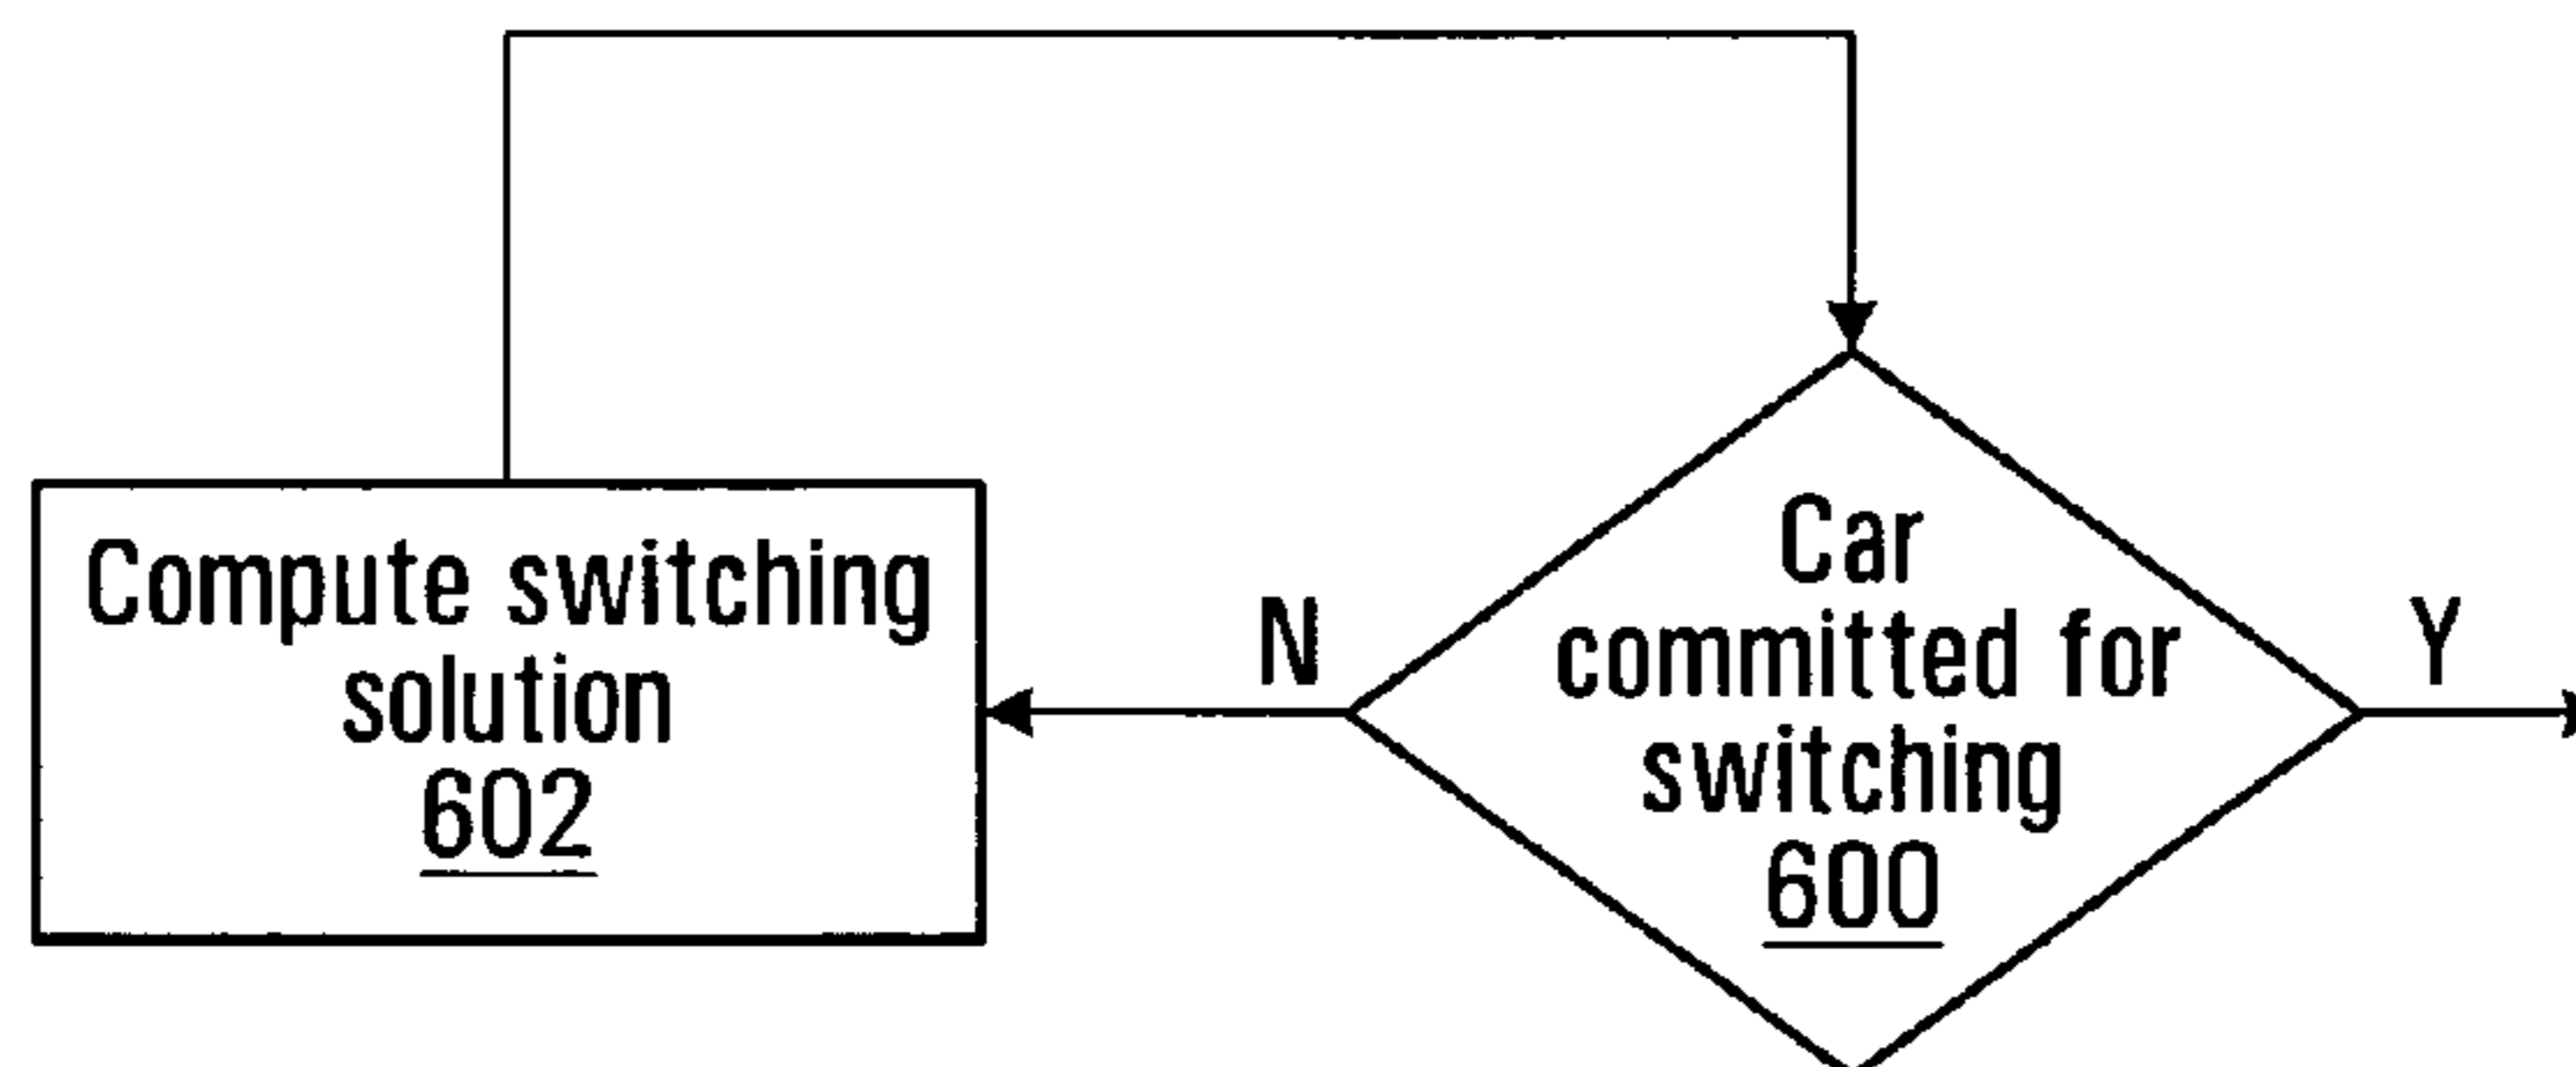 Compute switching
solution
602
N
Car
committed for
switching
600
Y